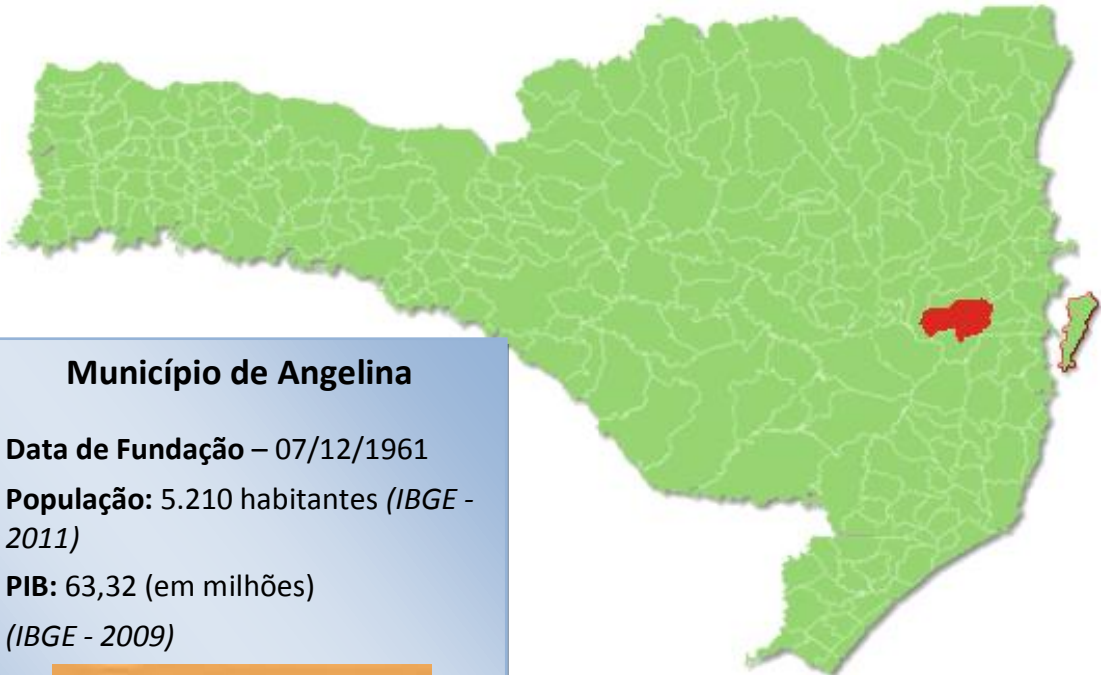 Município de Angelina
Data de Fundação – 07/12/1961
População: 5.210 habitantes (IBGE -
2011)
PIB: 63,32 (em milhões)
(IBGE - 2009)